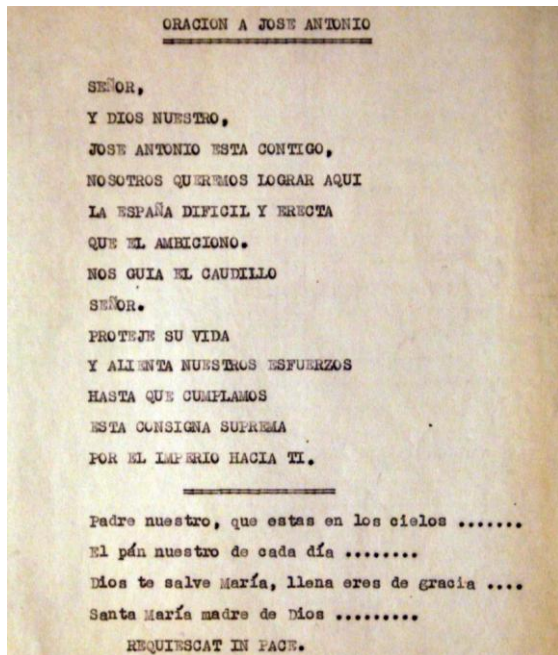 ORACION A JOSE ANTONIO
SEÑOR,
Y DIOS NUESTRO,
JOSE ANTONIO ESTA CONTIGO,
NOSOTROS QUEREMOS LOGRAR AQUI
LA ESPAÑA DIFICIL Y ERECTA
QUE EL AMBICIONO.
NOS GUIA EL CAUDILLO
SEÑOR.
PROTEJE SU VIDA
Y ALIENTA NUESTROS ESFUERZOS
HASTA QUE CUMPLAMOS
ESTA CONSIGNA SUPREMA
POR EL IMPERIO HACIA TI.
Padre nuestro, que estas en los cielos .......
El pán nuestro de cada día ........
Dios te salve María, llena eres de gracia ....
Santa María madre de Dios .........
REQUIESCAT IN PACE.